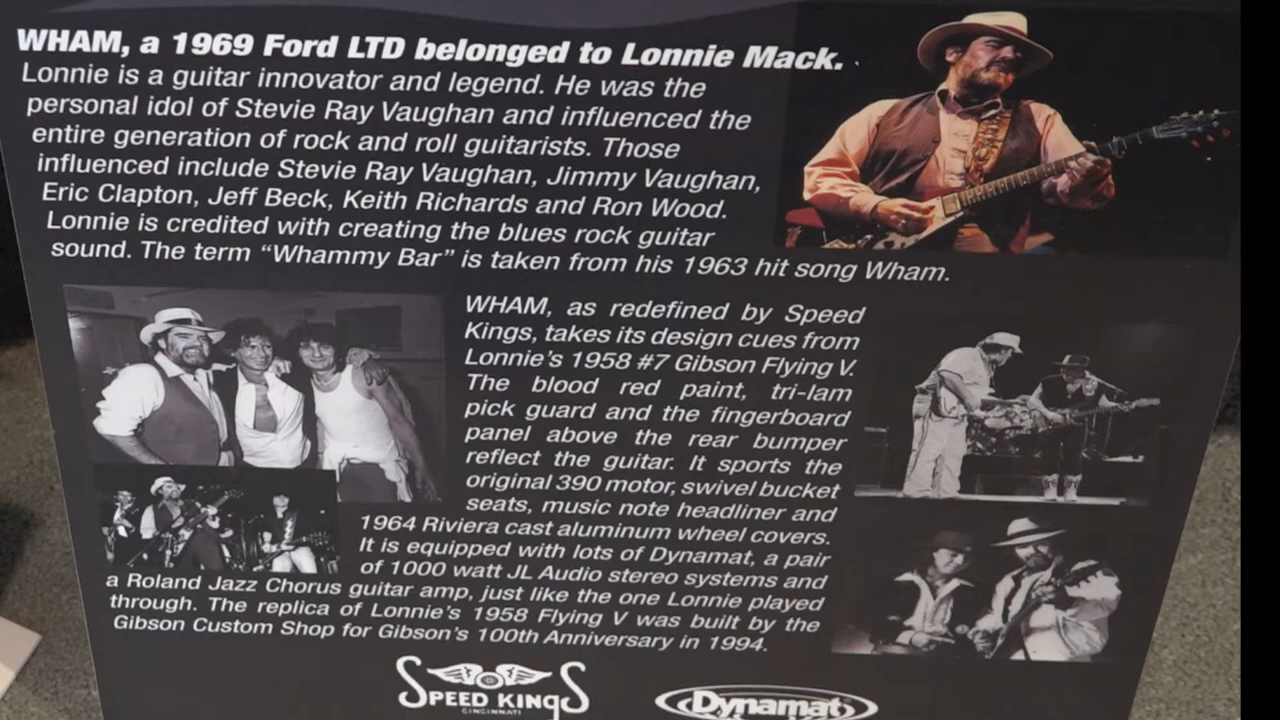 WHAM, a 1969 Ford LTD belonged to Lonnie Mack.
Lonnie is a guitar innovator and legend. He was the
personal idol of Stevie Ray Vaughan and influenced the
entire generation of rock and roll guitarists. Those
influenced include Stevie Ray Vaughan, Jimmy Vaughan,
Eric Clapton, Jeff Beck, Keith Richards and Ron Wood.
Lonnie is credited with creating the blues rock guitar
sound. The term “Whammy Bar” is taken from his 1963 hit song Wham.
WHAM, as redefined by Speed
Kings, takes its design cues from
Lonnie’s 1958 #7 Gibson Flying V.
The blood red paint, tri-lam
pick guard and the fingerboard
panel above the rear bumper
reflect the guitar. It sports the
original 390 motor, swivel bucket
seats, music note headliner and
1964 Riviera cast aluminum wheel covers.
It is equipped with lots of Dynamat, a pair
of 1000 watt JL Audio stereo systems and
a Roland Jazz Chorus guitar amp, just like the one Lonnie played
through. The replica of Lonnie’s 1958 Flying V was built by the
Gibson Custom Shop for Gibson’s 100th Anniversary in 1994.
SPEED KINGS
CINCINNATI
Dynamat